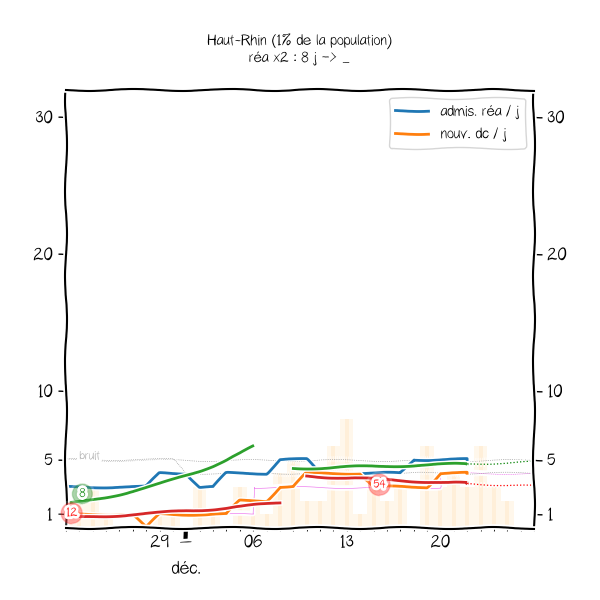 Haut-Rhin (1% de la population)
réa x2 : 8 j -> _
admis. réa / j
nouv. dc / j
30
30
20
20
10
10
bruit
5
5
8
54
12
1
1
29
06
13
20
déc.